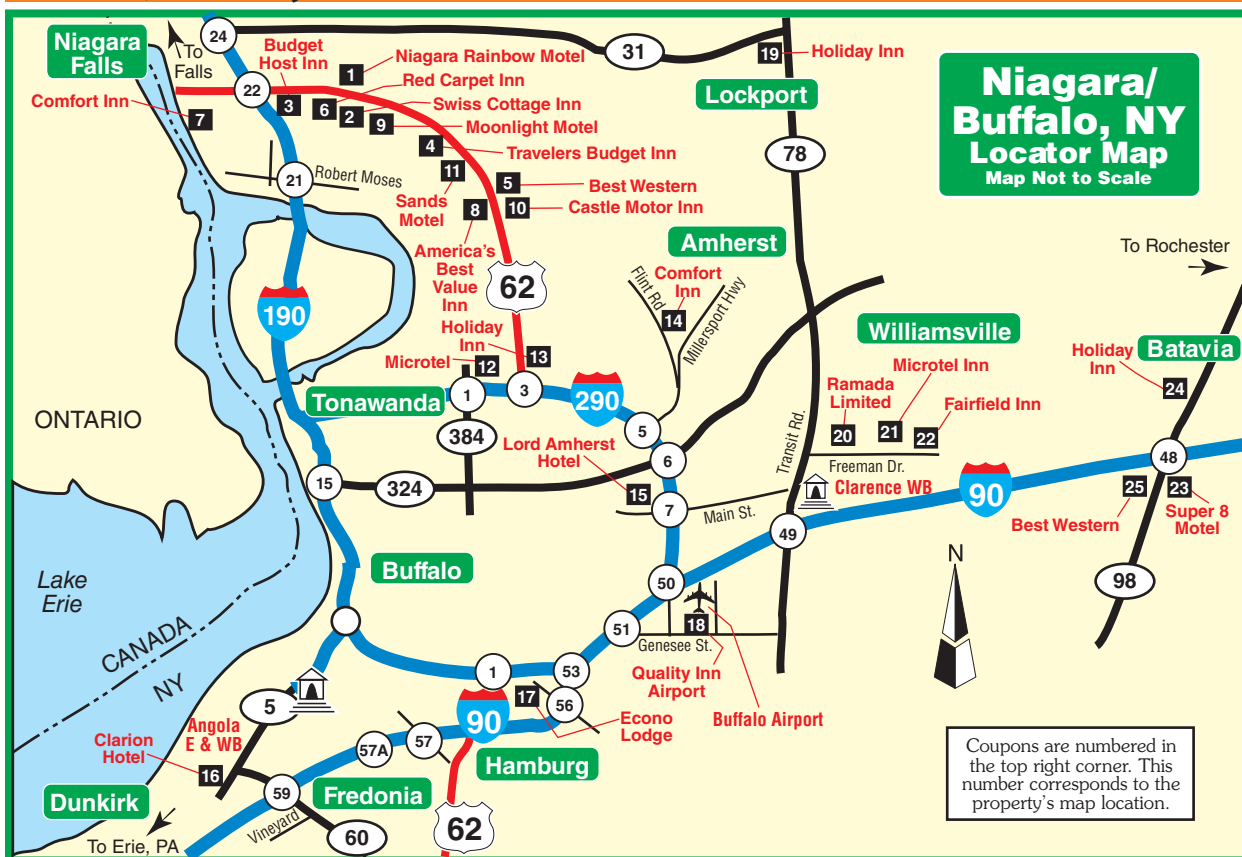 Niagara/
Buffalo, NY
Locator Map
Map Not to Scale
Niagara
Falls
To
Falls
24
Budget
Host Inn
1
Niagara Rainbow Motel
31
19
Holiday Inn
Comfort Inn
7
22
3
6
Red Carpet Inn
2
Swiss Cottage Inn
9
Moonlight Motel
Lockport
4
Travelers Budget Inn
78
21
Robert Moses
11
Sands
Motel
5
Best Western
10
Castle Motor Inn
8
America's
Best
Value
Inn
62
190
Amherst
Flint Rd
Comfort
Inn
14
Millersport Hwy
To Rochester
Williamsville
Holiday
Inn
Batavia
24
Holiday
Inn
13
Microtel
12
Tonawanda
1
3
290
5
384
6
Ramada
Limited
20
Microtel Inn
21
Fairfield Inn
22
ONTARIO
Lord Amherst
Hotel
15
7
Main St.
Transit Rd.
Freeman Dr.
Clarence WB
90
48
25
Best Western
23
Super 8
Motel
15
324
49
98
N
Lake
Erie
Buffalo
50
51
18
Genesee St.
Quality Inn
Airport
Buffalo Airport
CANADA
NY
1
53
17
Econo
Lodge
56
90
5
Angola
E & WB
Clarion
Hotel
16
57A
57
Hamburg
Dunkirk
59
Fredonia
Vineyard
60
62
To Erie, PA
Coupons are numbered in
the top right corner. This
number corresponds to the
property's map location.